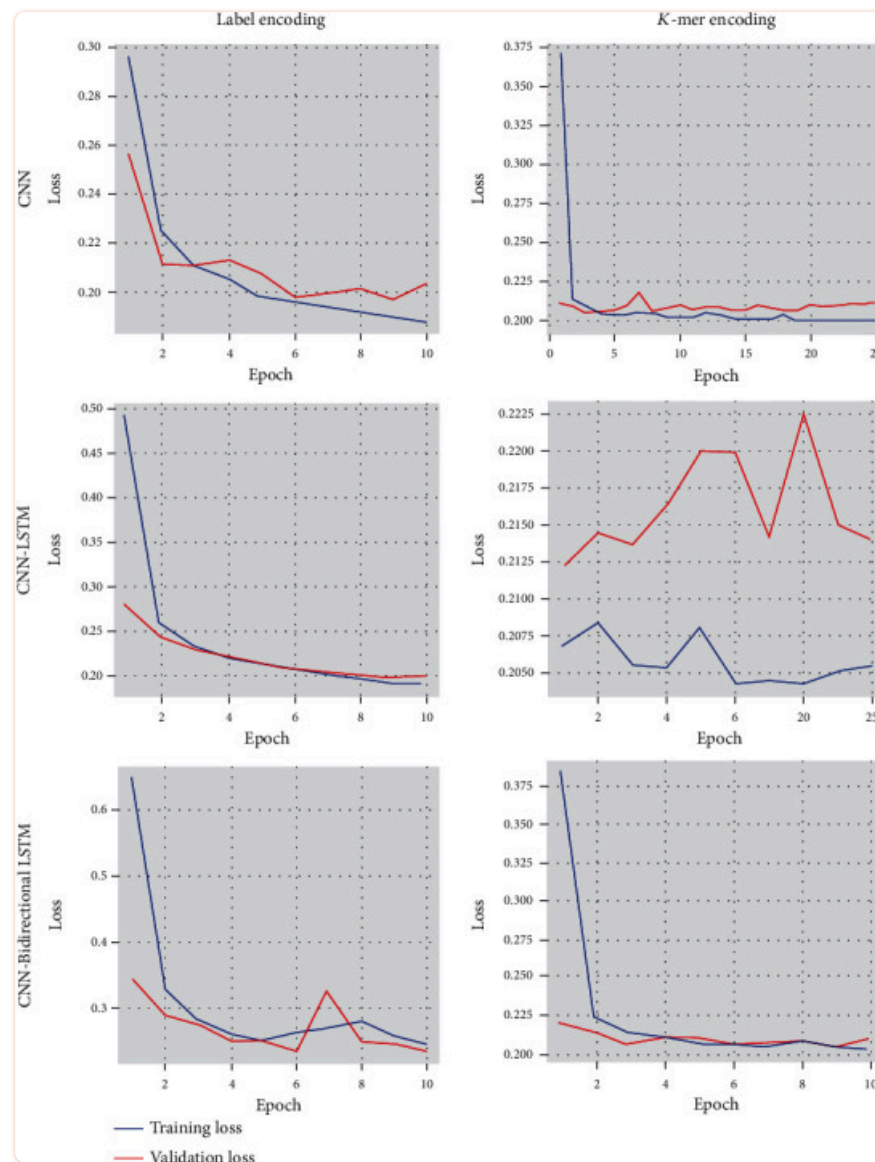 Label encoding
K-mer encoding
CNN
Loss
0.30
0.28
0.26
0.24
0.22
0.20
2 4 6 8 10
Epoch
Loss
0.375
0.350
0.325
0.300
0.275
0.250
0.225
0.200
0 5 10 15 20 25
Epoch
CNN-LSTM
Loss
0.50
0.45
0.40
0.35
0.30
0.25
0.20
2 4 6 8 10
Epoch
Loss
0.2225
0.2200
0.2175
0.2150
0.2125
0.2100
0.2075
0.2050
2 4 6 20 25
Epoch
CNN-Bidirectional LSTM
Loss
0.6
0.5
0.4
0.3
2 4 6 8 10
Epoch
Loss
0.375
0.350
0.325
0.300
0.275
0.250
0.225
0.200
2 4 6 8 10
Epoch
Training loss
Validation loss